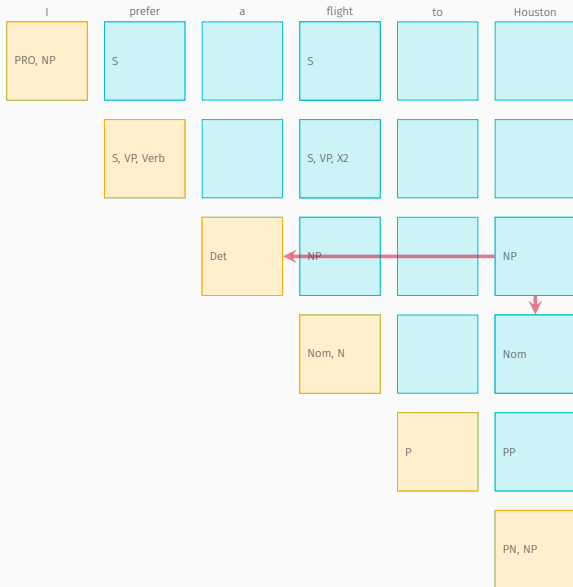 I prefer a flight to Houston
PRO, NP S S
S, VP, Verb S, VP, X2
Det NP NP
Nom, N Nom
P PP
PN, NP